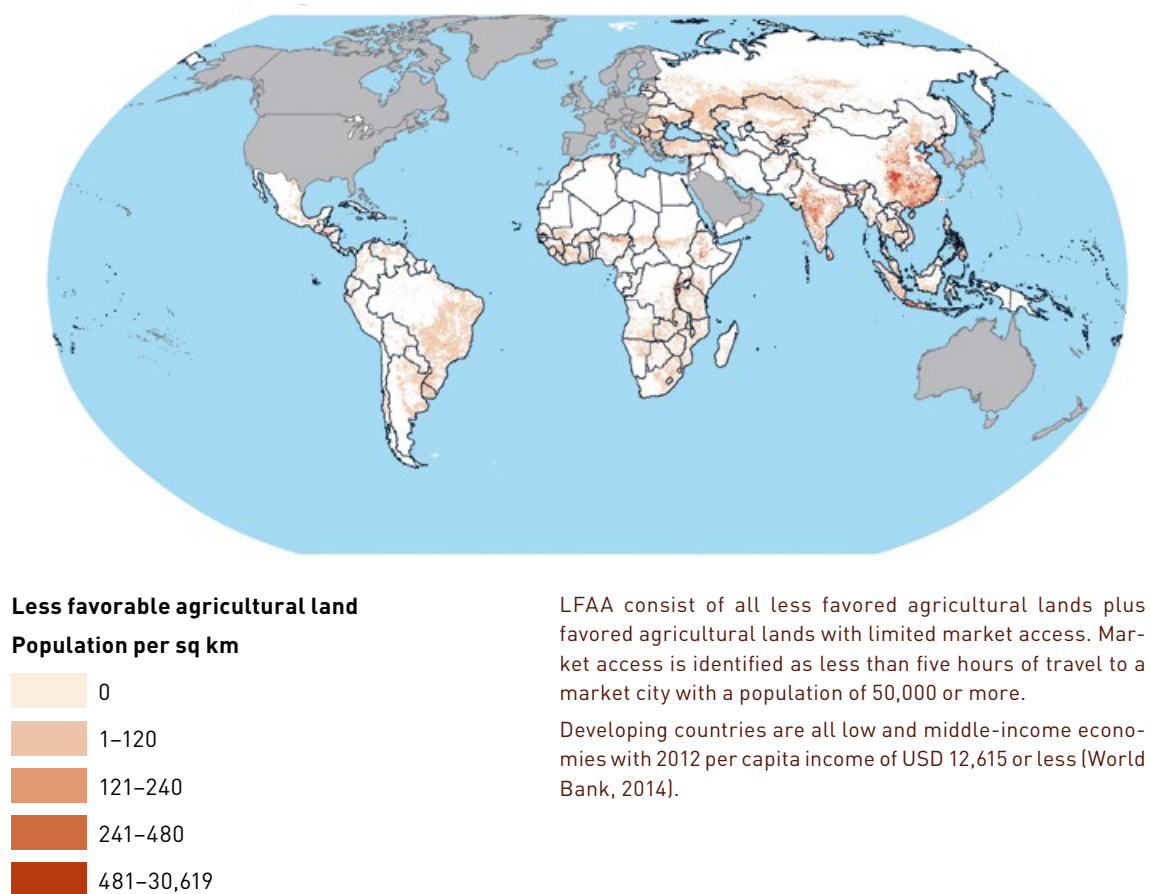 Less favorable agricultural land
Population per sq km
0
1–120
121–240
241–480
481–30,619
LFAA consist of all less favored agricultural lands plus
favored agricultural lands with limited market access. Mar-
ket access is identified as less than five hours of travel to a
market city with a population of 50,000 or more.
Developing countries are all low and middle-income econo-
mies with 2012 per capita income of USD 12,615 or less (World
Bank, 2014).